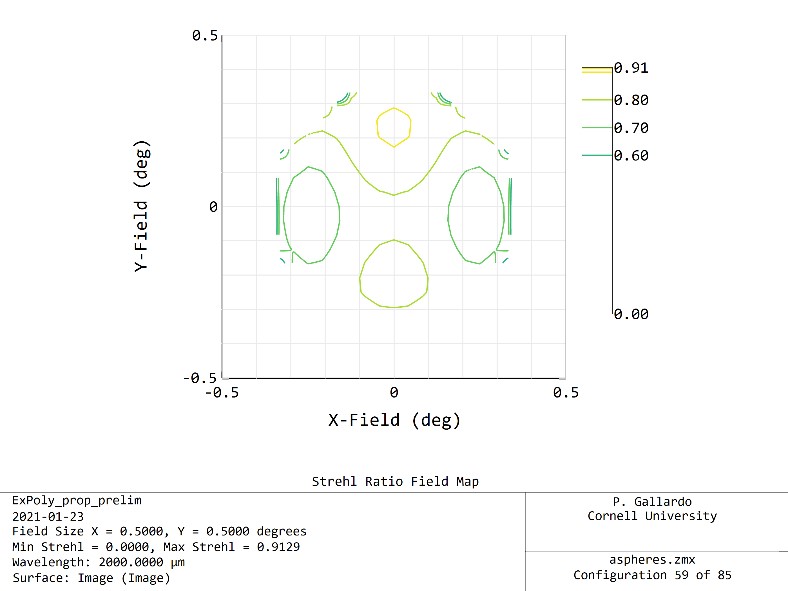 0.5
0
-0.5
-0.5
0
0.5
Y-Field (deg)
X-Field (deg)
0.91
0.80
0.70
0.60
0.00
Strehl Ratio Field Map
ExPoly_prop_prelim
2021-01-23
Field Size X = 0.5000, Y = 0.5000 degrees
Min Strehl = 0.0000, Max Strehl = 0.9129
Wavelength: 2000.0000 µm
Surface: Image (Image)
P. Gallardo
Cornell University
aspheres.zmx
Configuration 59 of 85